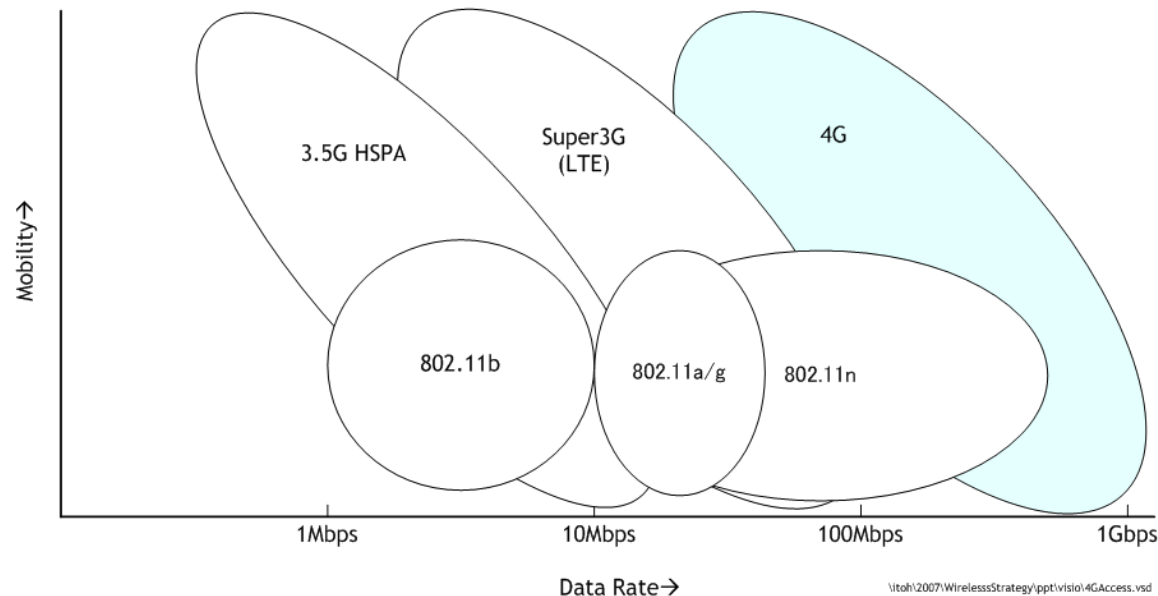 Super3G
(LTE)
4G
3.5G HSPA
Mobility→
802.11b
802.11a/g
802.11n
1Mbps
10Mbps
100Mbps
1Gbps
Data Rate→
\itoh\2007\WirelesssStrategy\ppt\visio\4GAccess.vsd